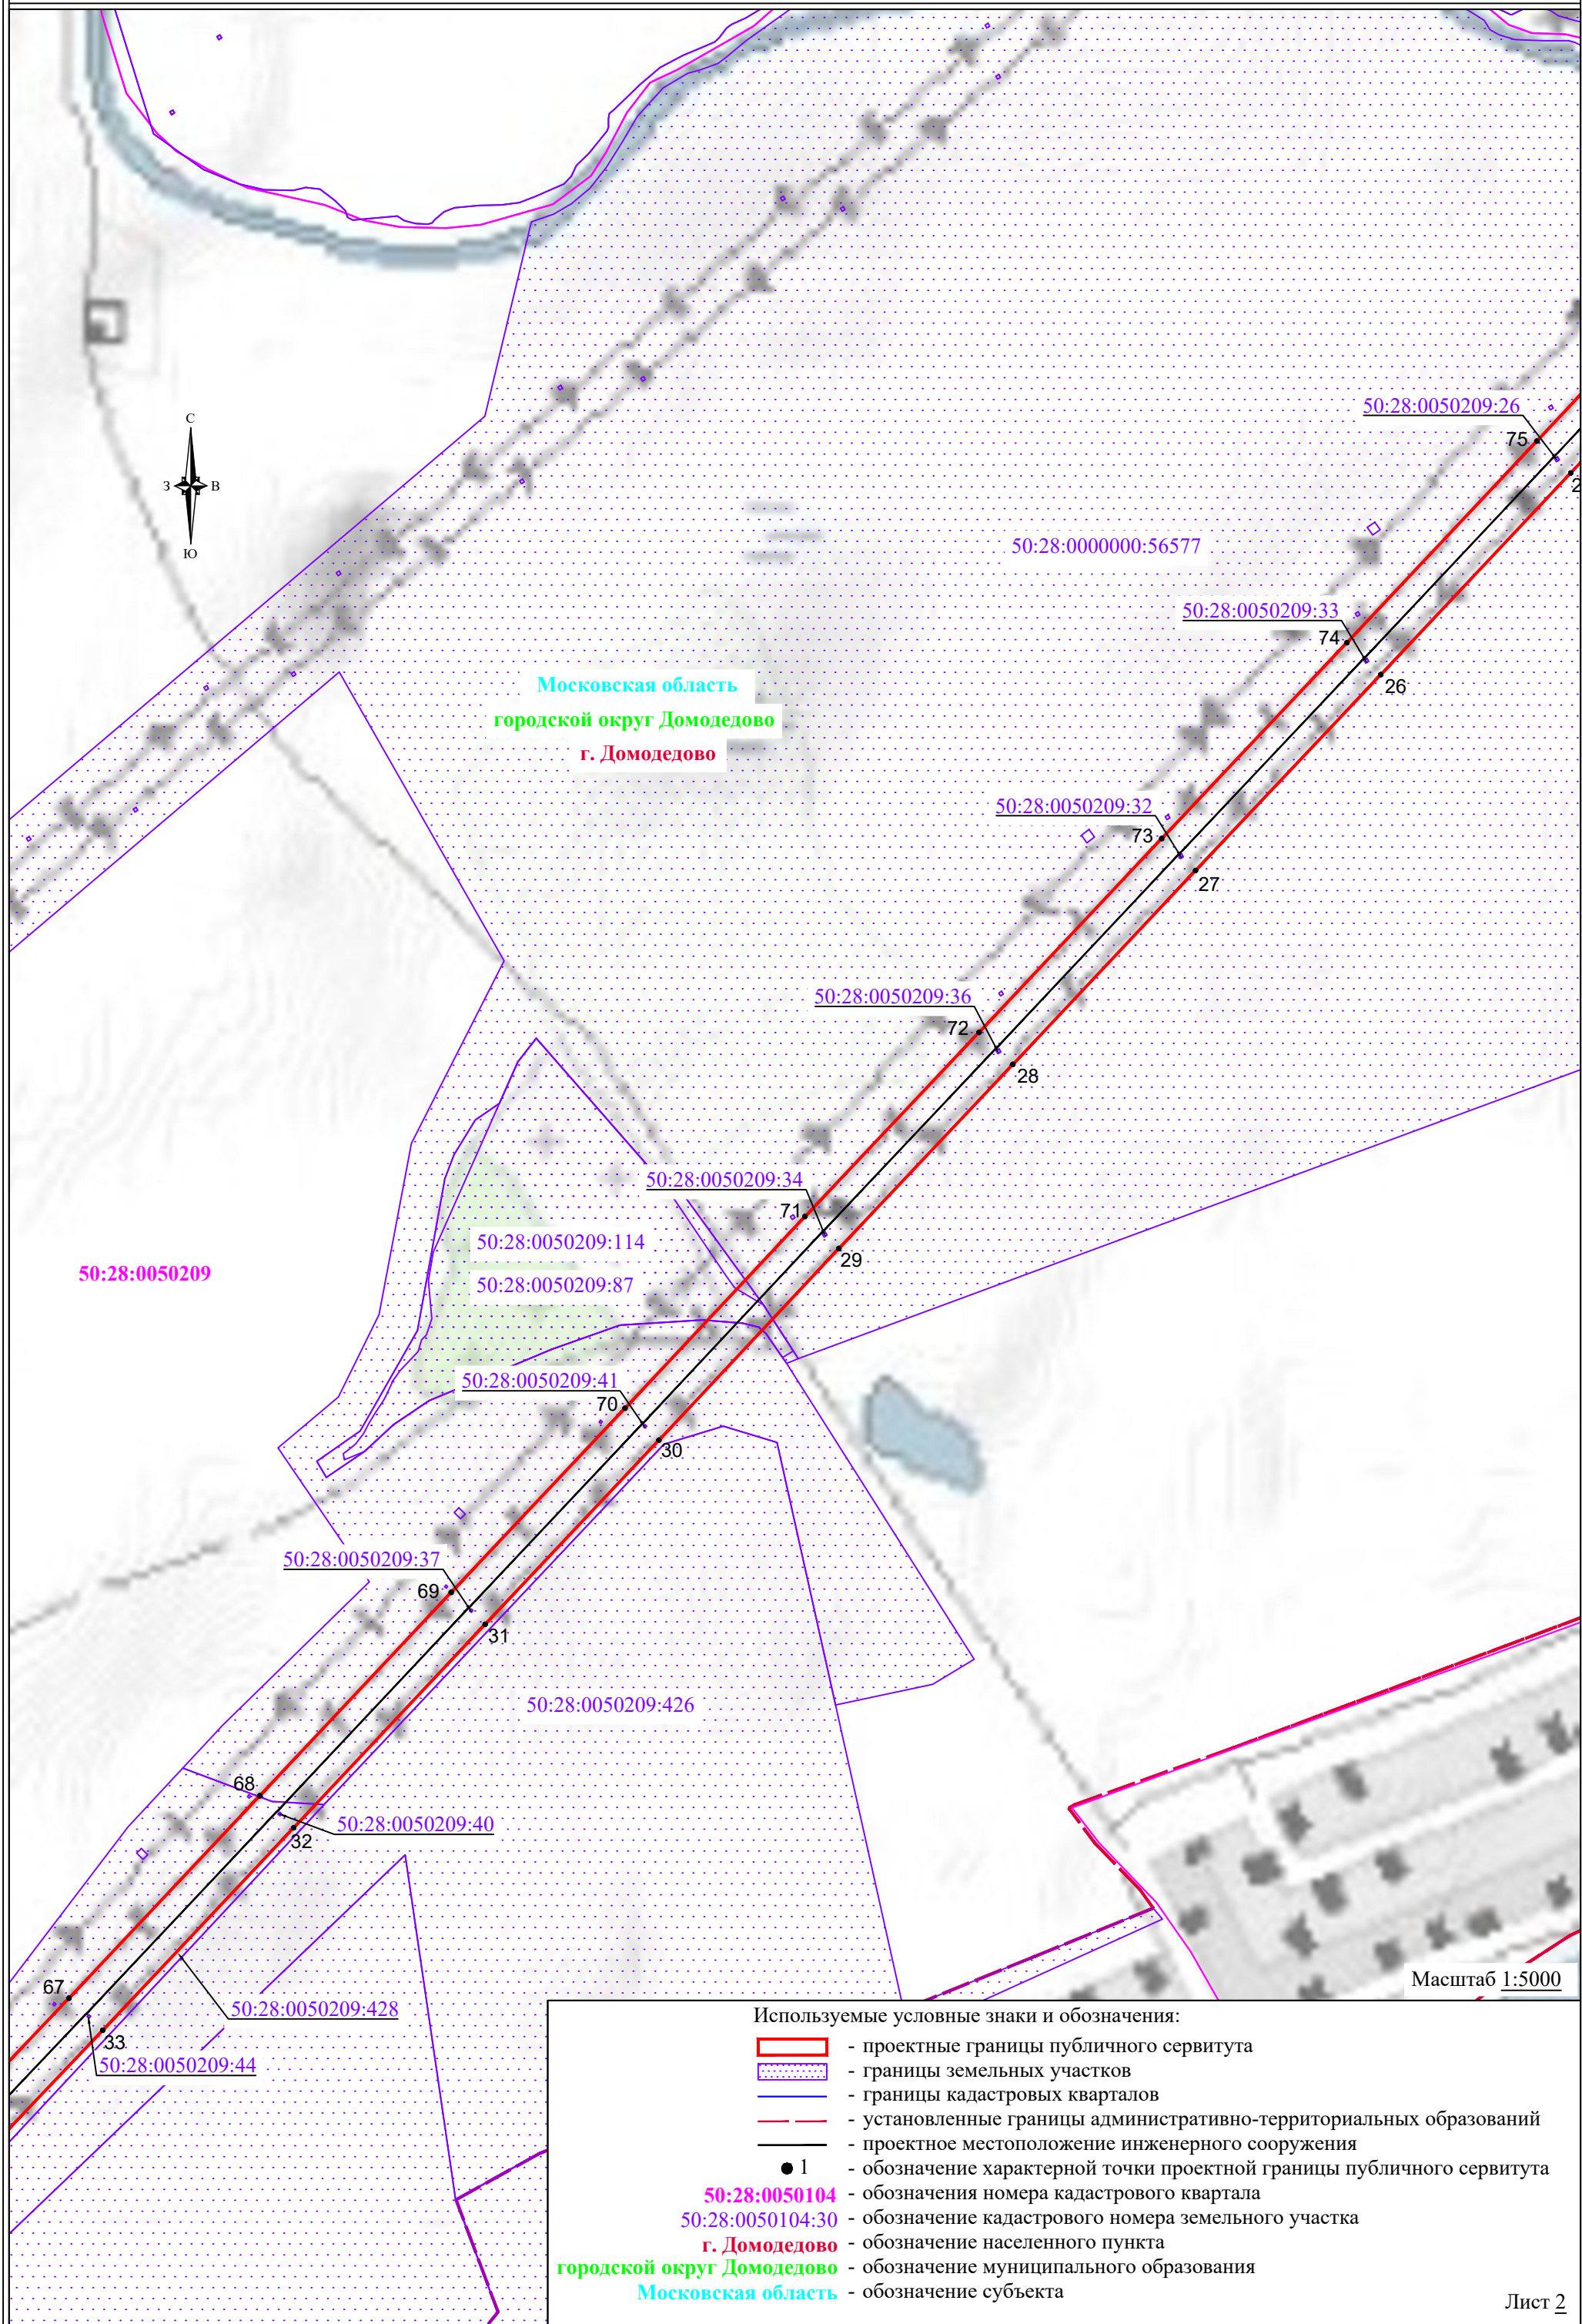 50:28:0050209:26
75
2
С
З
В
Ю
50:28:0000000:56577
50:28:0050209:33
74
26
Московская область
городской округ Домодедово
г. Домодедово
50:28:0050209:32
73
27
50:28:0050209:36
72
28
50:28:0050209:34
71
29
50:28:0050209:114
50:28:0050209
50:28:0050209:87
50:28:0050209:41
70
30
50:28:0050209:37
69
31
50:28:0050209:426
68
50:28:0050209:40
32
67
50:28:0050209:428
33
50:28:0050209:44
Масштаб 1:5000
Используемые условные знаки и обозначения:
- проектные границы публичного сервитута
- границы земельных участков
- границы кадастровых кварталов
- установленные границы административно-территориальных образований
- проектное местоположение инженерного сооружения
1 - обозначение характерной точки проектной границы публичного сервитута
50:28:0050104 - обозначения номера кадастрового квартала
50:28:0050104:30 - обозначение кадастрового номера земельного участка
г. Домодедово - обозначение населенного пункта
городской округ Домодедово - обозначение муниципального образования
Московская область - обозначение субъекта
Лист 2